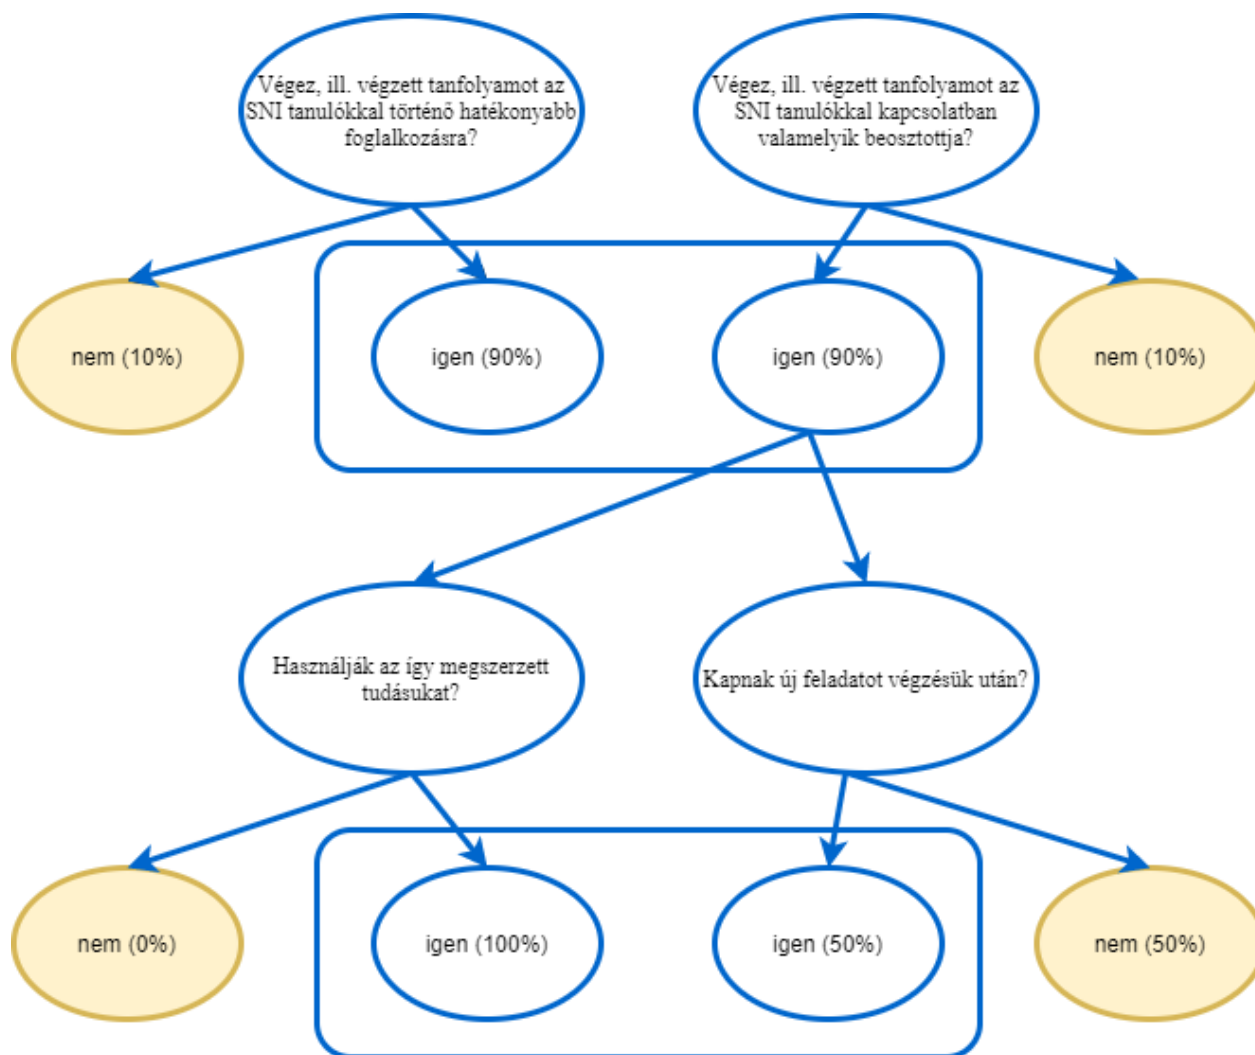 Végez, ill. végzett tanfolyamot az
SNI tanulókkal történő hatékonyabb
foglalkozásra?
Végez, ill. végzett tanfolyamot az
SNI tanulókkal kapcsolatban
valamelyik beosztottja?
nem (10%)
igen (90%)
igen (90%)
nem (10%)
Használják az így megszerzett
tudásukat?
Kapnak új feladatot végzésük után?
nem (0%)
igen (100%)
igen (50%)
nem (50%)